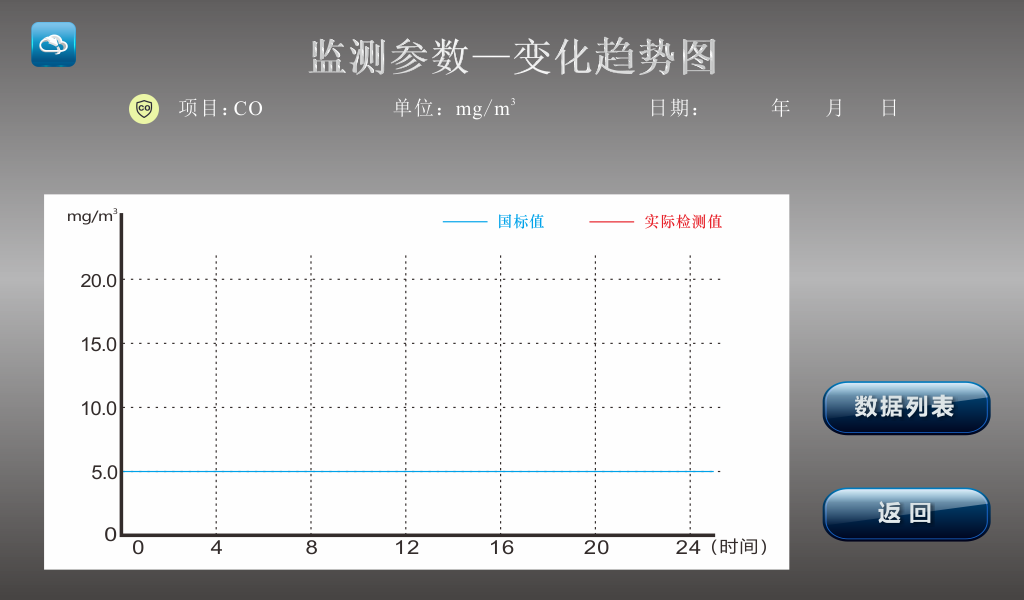 监测参数—变化趋势图
CO 项目: CO 单位: mg/m³ 日期: 年 月 日
mg/m³ 国标值 实际检测值
20.0
15.0
10.0
5.0
0
0 4 8 12 16 20 24 (时间)
数据列表
返回